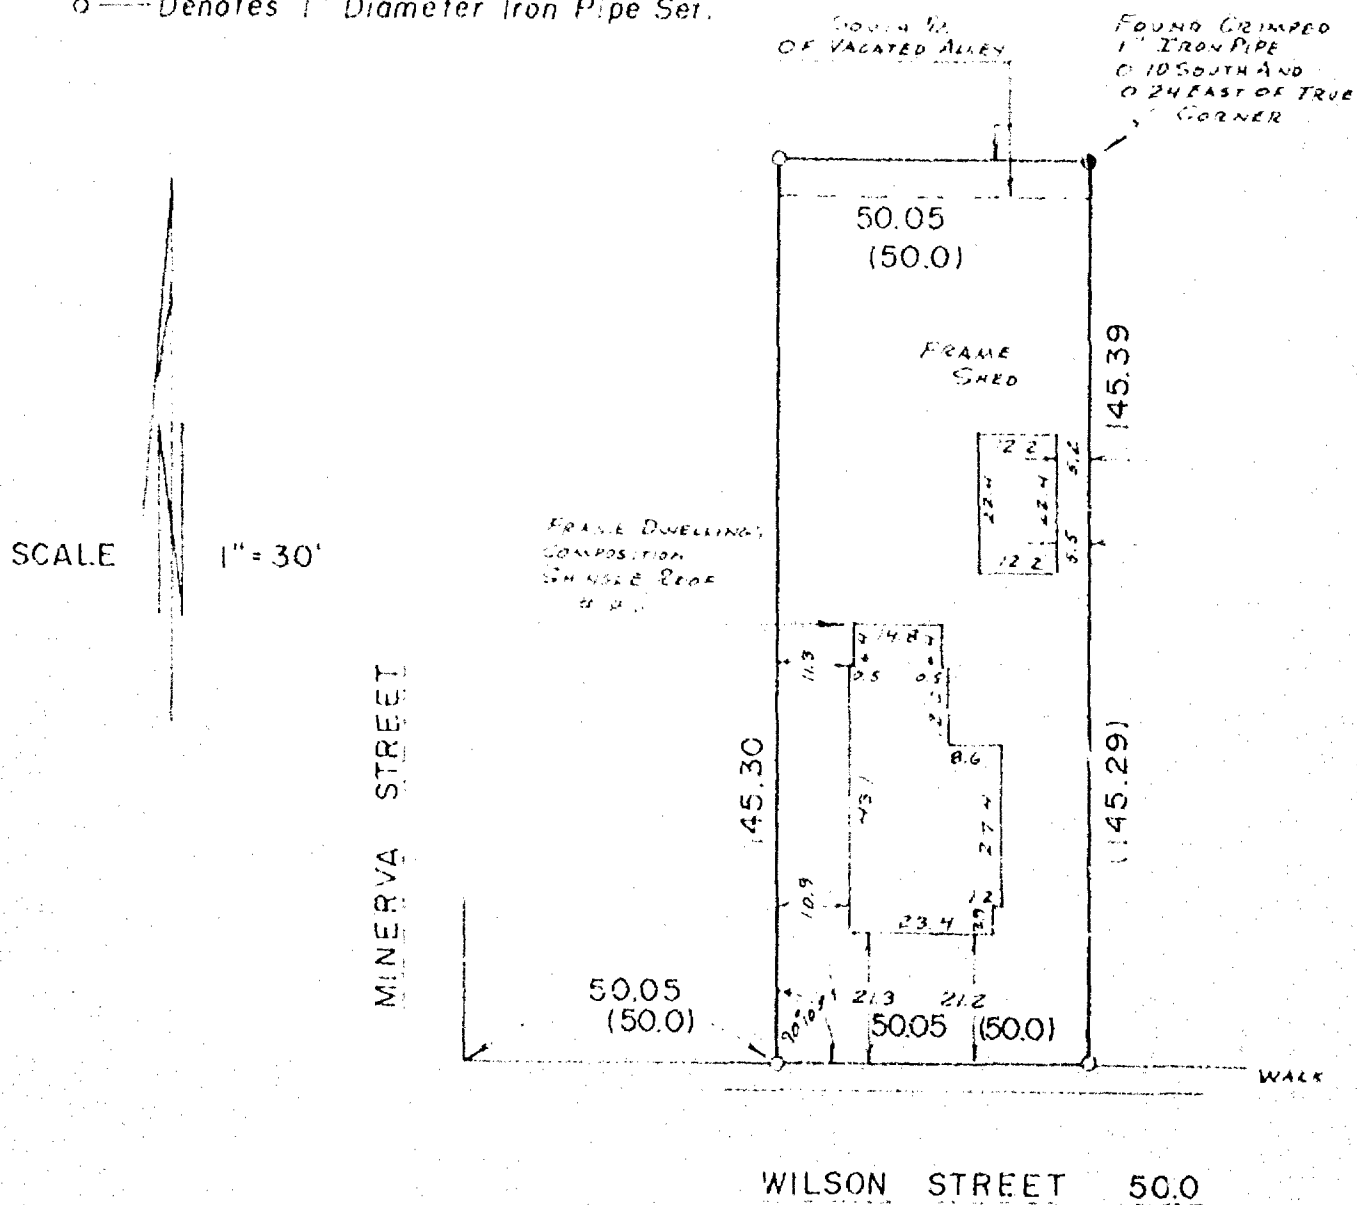 o — Denotes 1" Diameter Iron Pipe Set.
OF VACATED ALLEY
FOUND CRIMPED
1" IRON PIPE
0.10 SOUTH AND
0.24 EAST OF TRUE
CORNER
50.05
(50.0)
FRAME
SHED
145.39
12.2
5.2
22.4
22.4
5.5
12.2
SCALE 1" = 30'
FRAME DWELLING,
COMPOSITION
SHINGLE ROOF
14.8
11.3
0.5
0.5
8.6
MINERVA STREET
145.30
43.1
27.4
(145.29)
10.9
1.2
23.4
50.05
(50.0)
21.3
21.2
50.05 (50.0)
WALK
WILSON STREET 50.0